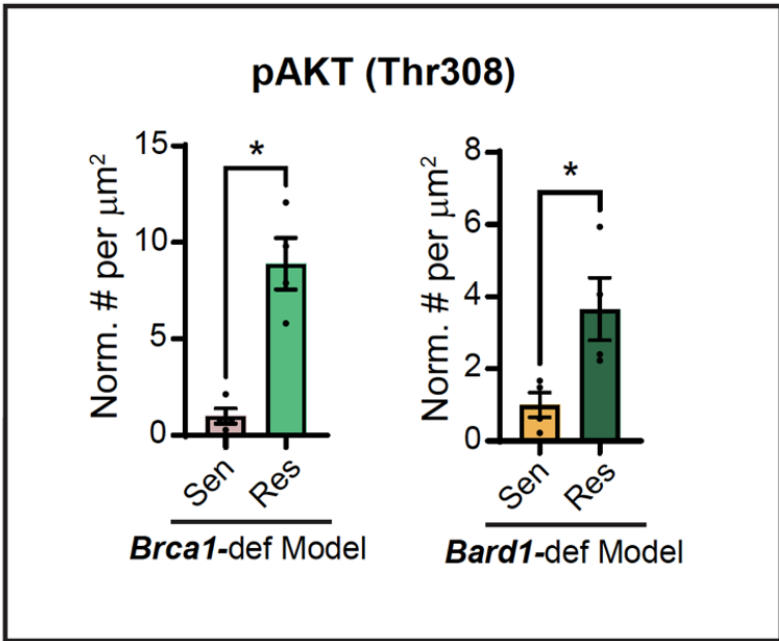 pAKT (Thr308)
Norm. # per μm²
15
10
5
0
*
Sen
Res
Brca1-def Model
Norm. # per μm²
8
6
4
2
0
*
Sen
Res
Bard1-def Model